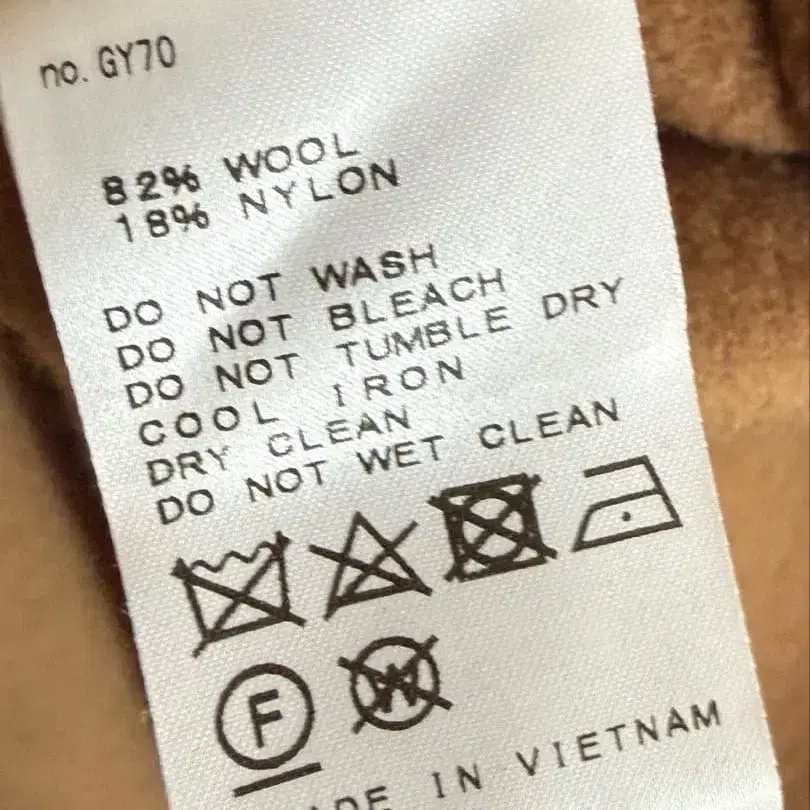 no. GY70
82% WOOL
18% NYLON
DO NOT WASH
DO NOT BLEACH
DO NOT TUMBLE DRY
COOL IRON
DRY CLEAN
DO NOT WET CLEAN
F
W
IN VIETNAM